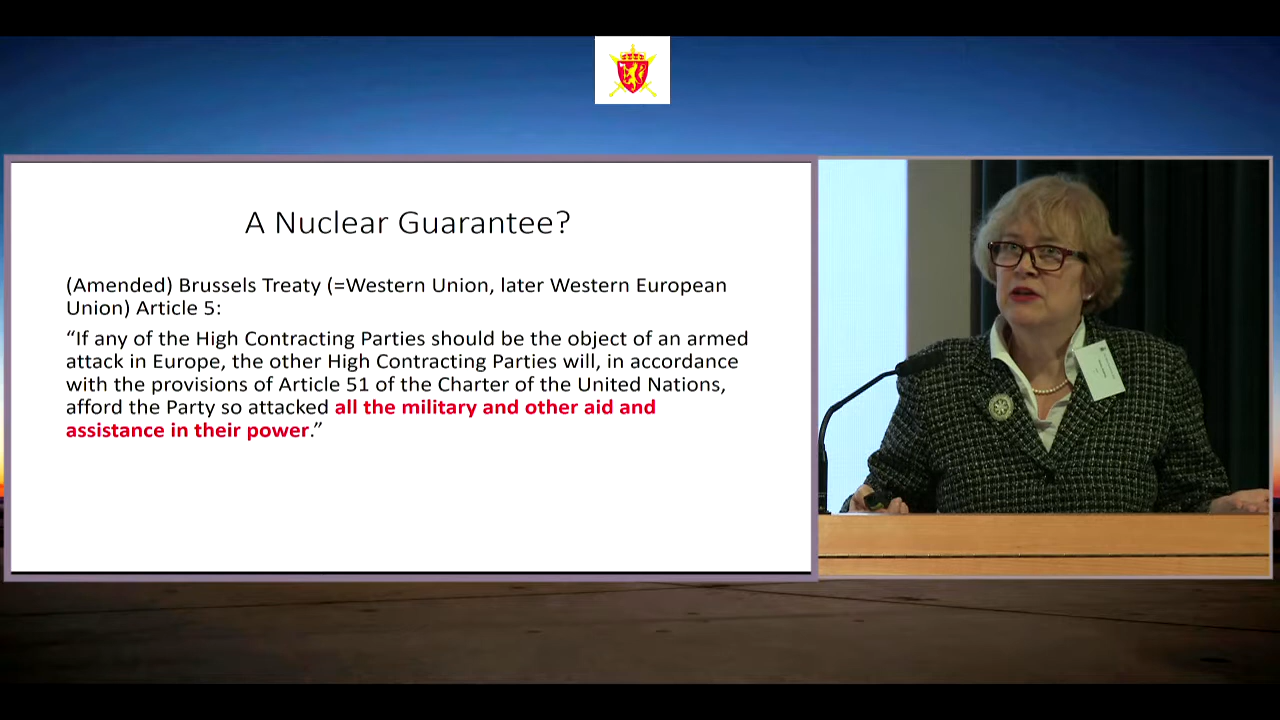 A Nuclear Guarantee?
(Amended) Brussels Treaty (=Western Union, later Western European
Union) Article 5:
“If any of the High Contracting Parties should be the object of an armed
attack in Europe, the other High Contracting Parties will, in accordance
with the provisions of Article 51 of the Charter of the United Nations,
afford the Party so attacked all the military and other aid and
assistance in their power.”